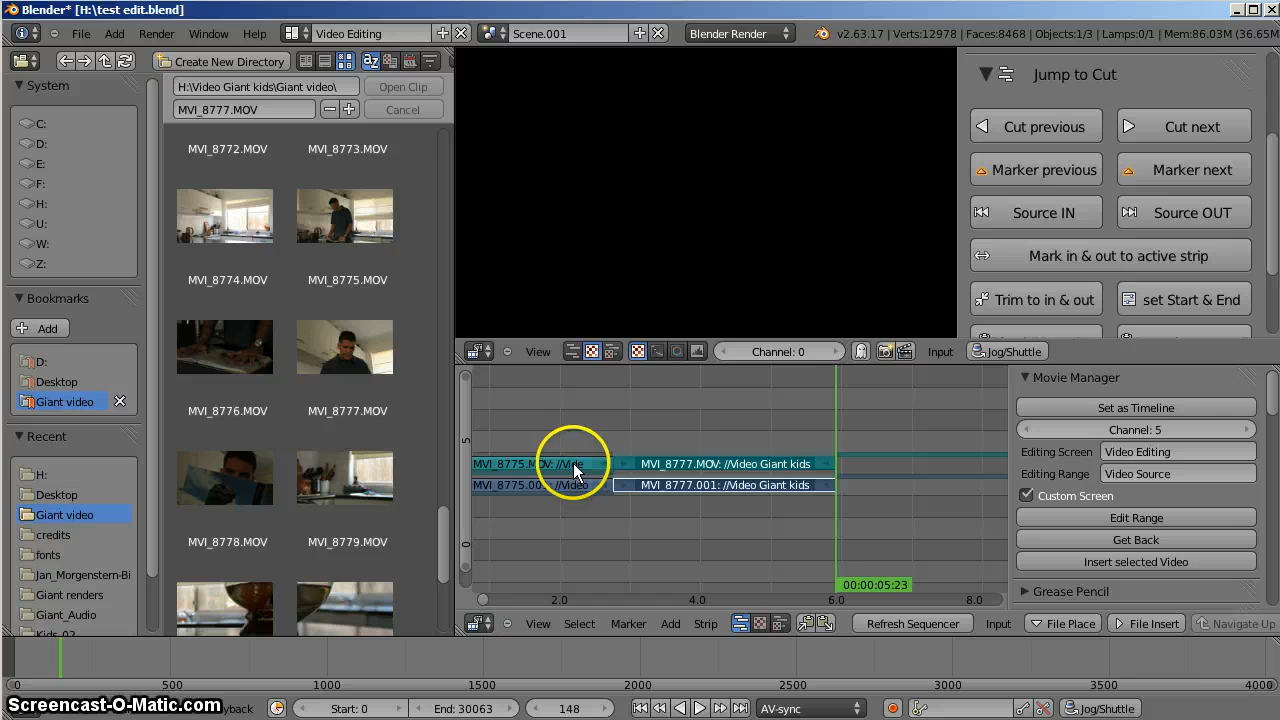 Blender* [H:\test edit.blend]
File Add Render Window Help Video Editing Scene.001 Blender Render v2.63.17 | Verts:12978 | Faces:8468 | Objects:1/3 | Lamps:0/1 | Mem:86.03M (36.65M
Create New Directory
System
H:\Video Giant kids\Giant video\ Open Clip
MVI_8777.MOV Cancel
C:
D:
E:
F:
H:
U:
W:
Z:
Bookmarks
Add
D:
Desktop
Giant video
Recent
H:
Desktop
Giant video
credits
fonts
Jan_Morgenstern-Bi
Giant renders
Giant_Audio
Kids_02
MVI_8772.MOV MVI_8773.MOV
MVI_8774.MOV MVI_8775.MOV
MVI_8776.MOV MVI_8777.MOV
MVI_8778.MOV MVI_8779.MOV
Jump to Cut
Cut previous Cut next
Marker previous Marker next
Source IN Source OUT
Mark in & out to active strip
Trim to in & out set Start & End
View Channel: 0 Input Jog/Shuttle
5
0
MVI_8775.MOV: //Vide MVI_8777.MOV: //Video Giant kids
MVI_8775.00 //Video MVI_8777.001: //Video Giant kids
00:00:05:23
2.0 4.0 6.0 8.0
Movie Manager
Set as Timeline
Channel: 5
Editing Screen Video Editing
Editing Range Video Source
Custom Screen
Edit Range
Get Back
Insert selected Video
Grease Pencil
View Select Marker Add Strip Refresh Sequencer Input File Place File Insert Navigate Up
0 500 1000 1500 2000 2500 3000 3500 4000
Screencast-O-Matic.com
yback Start: 0 End: 30063 148 AV-sync Jog/Shuttle